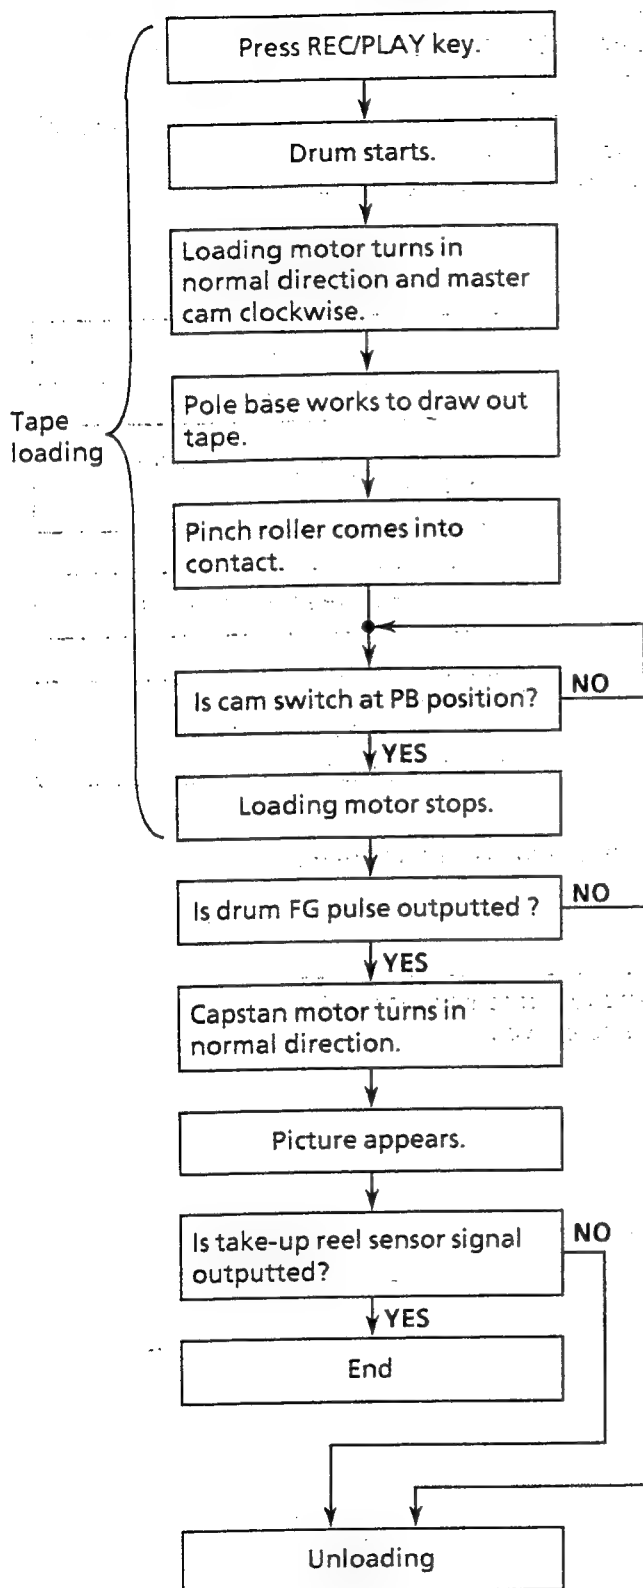 Press REC/PLAY key.
Drum starts.
Loading motor turns in
normal direction and master
cam clockwise.
Pole base works to draw out
tape.
Tape
loading
Pinch roller comes into
contact.
Is cam switch at PB position?
NO
YES
Loading motor stops.
Is drum FG pulse outputted ?
NO
YES
Capstan motor turns in
normal direction.
Picture appears.
Is take-up reel sensor signal
outputted?
NO
YES
End
Unloading